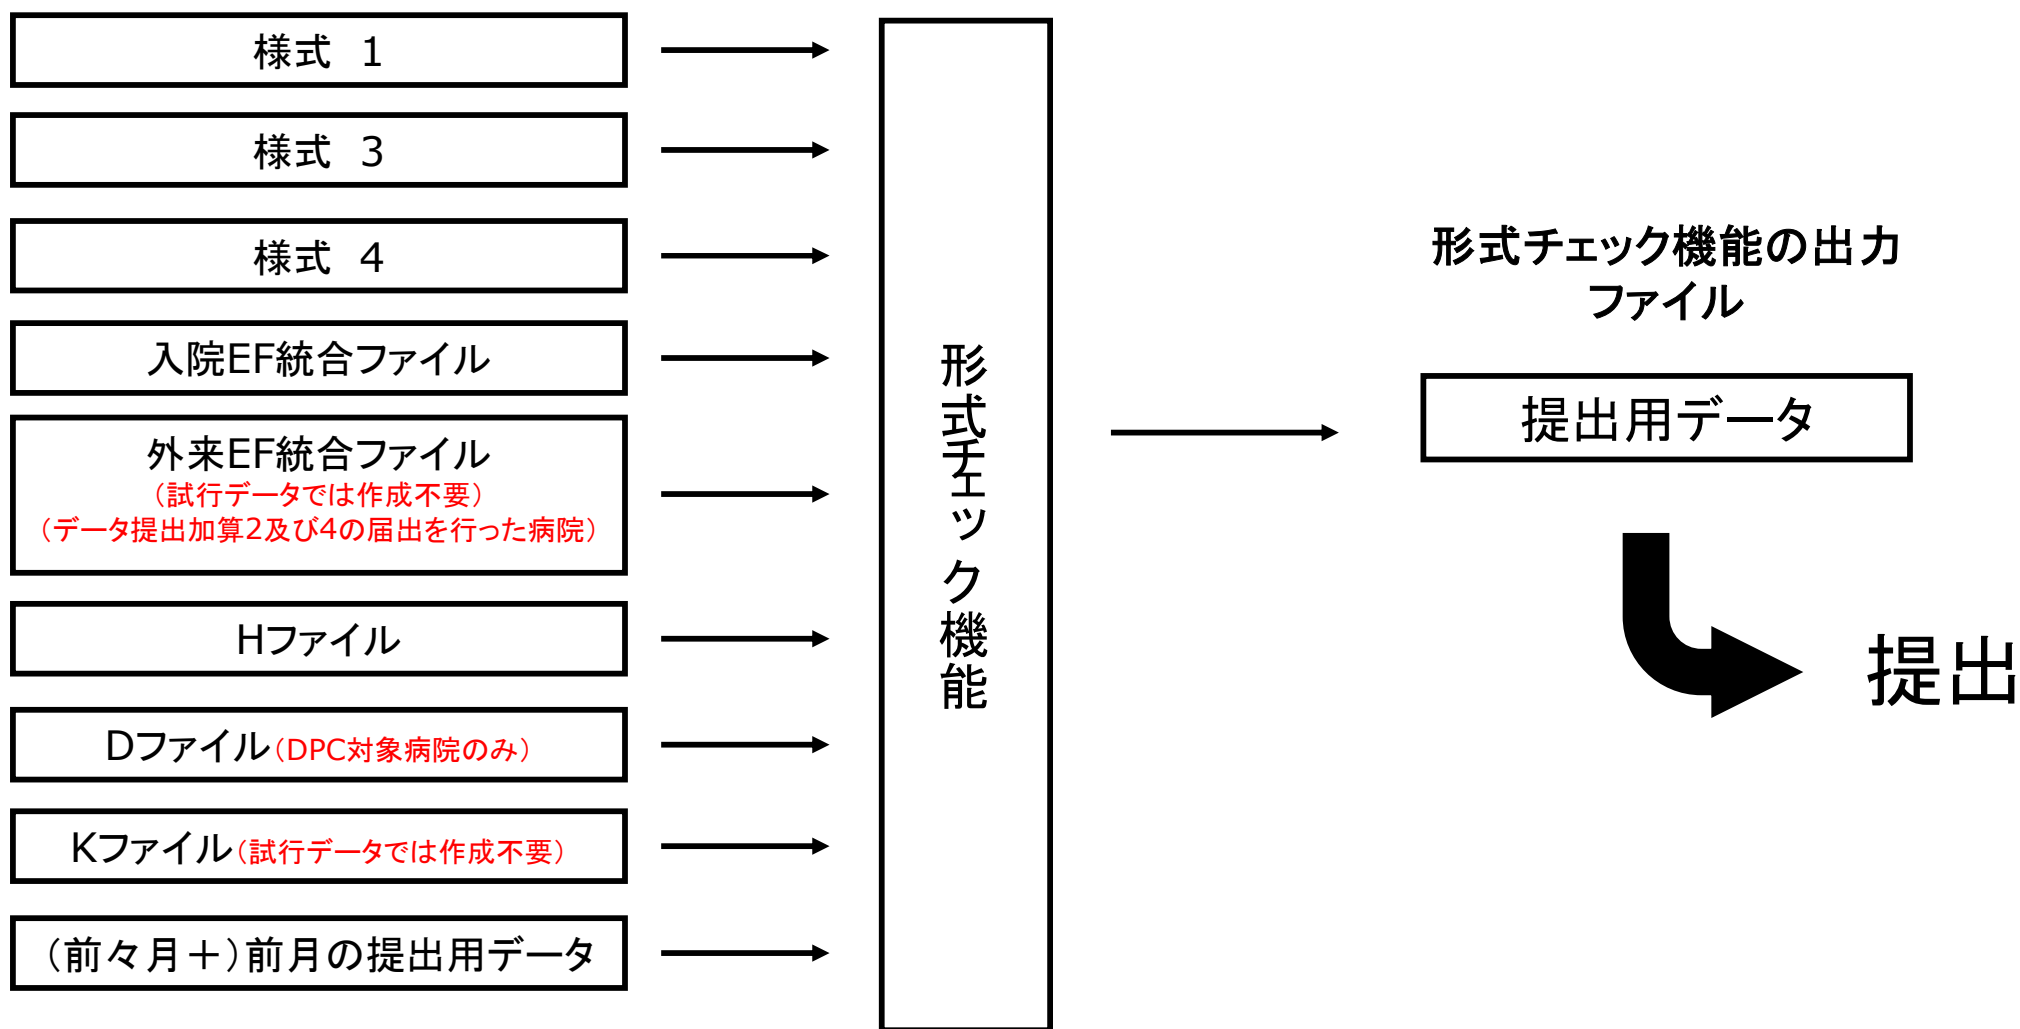 様式 1
様式 3
様式 4
入院EF統合ファイル
外来EF統合ファイル
（試行データでは作成不要）
（データ提出加算2及び4の届出を行った病院）
Hファイル
Dファイル（DPC対象病院のみ）
Kファイル（試行データでは作成不要）
（前々月＋）前月の提出用データ
形式チェック機能
形式チェック機能の出力
ファイル
提出用データ
提出